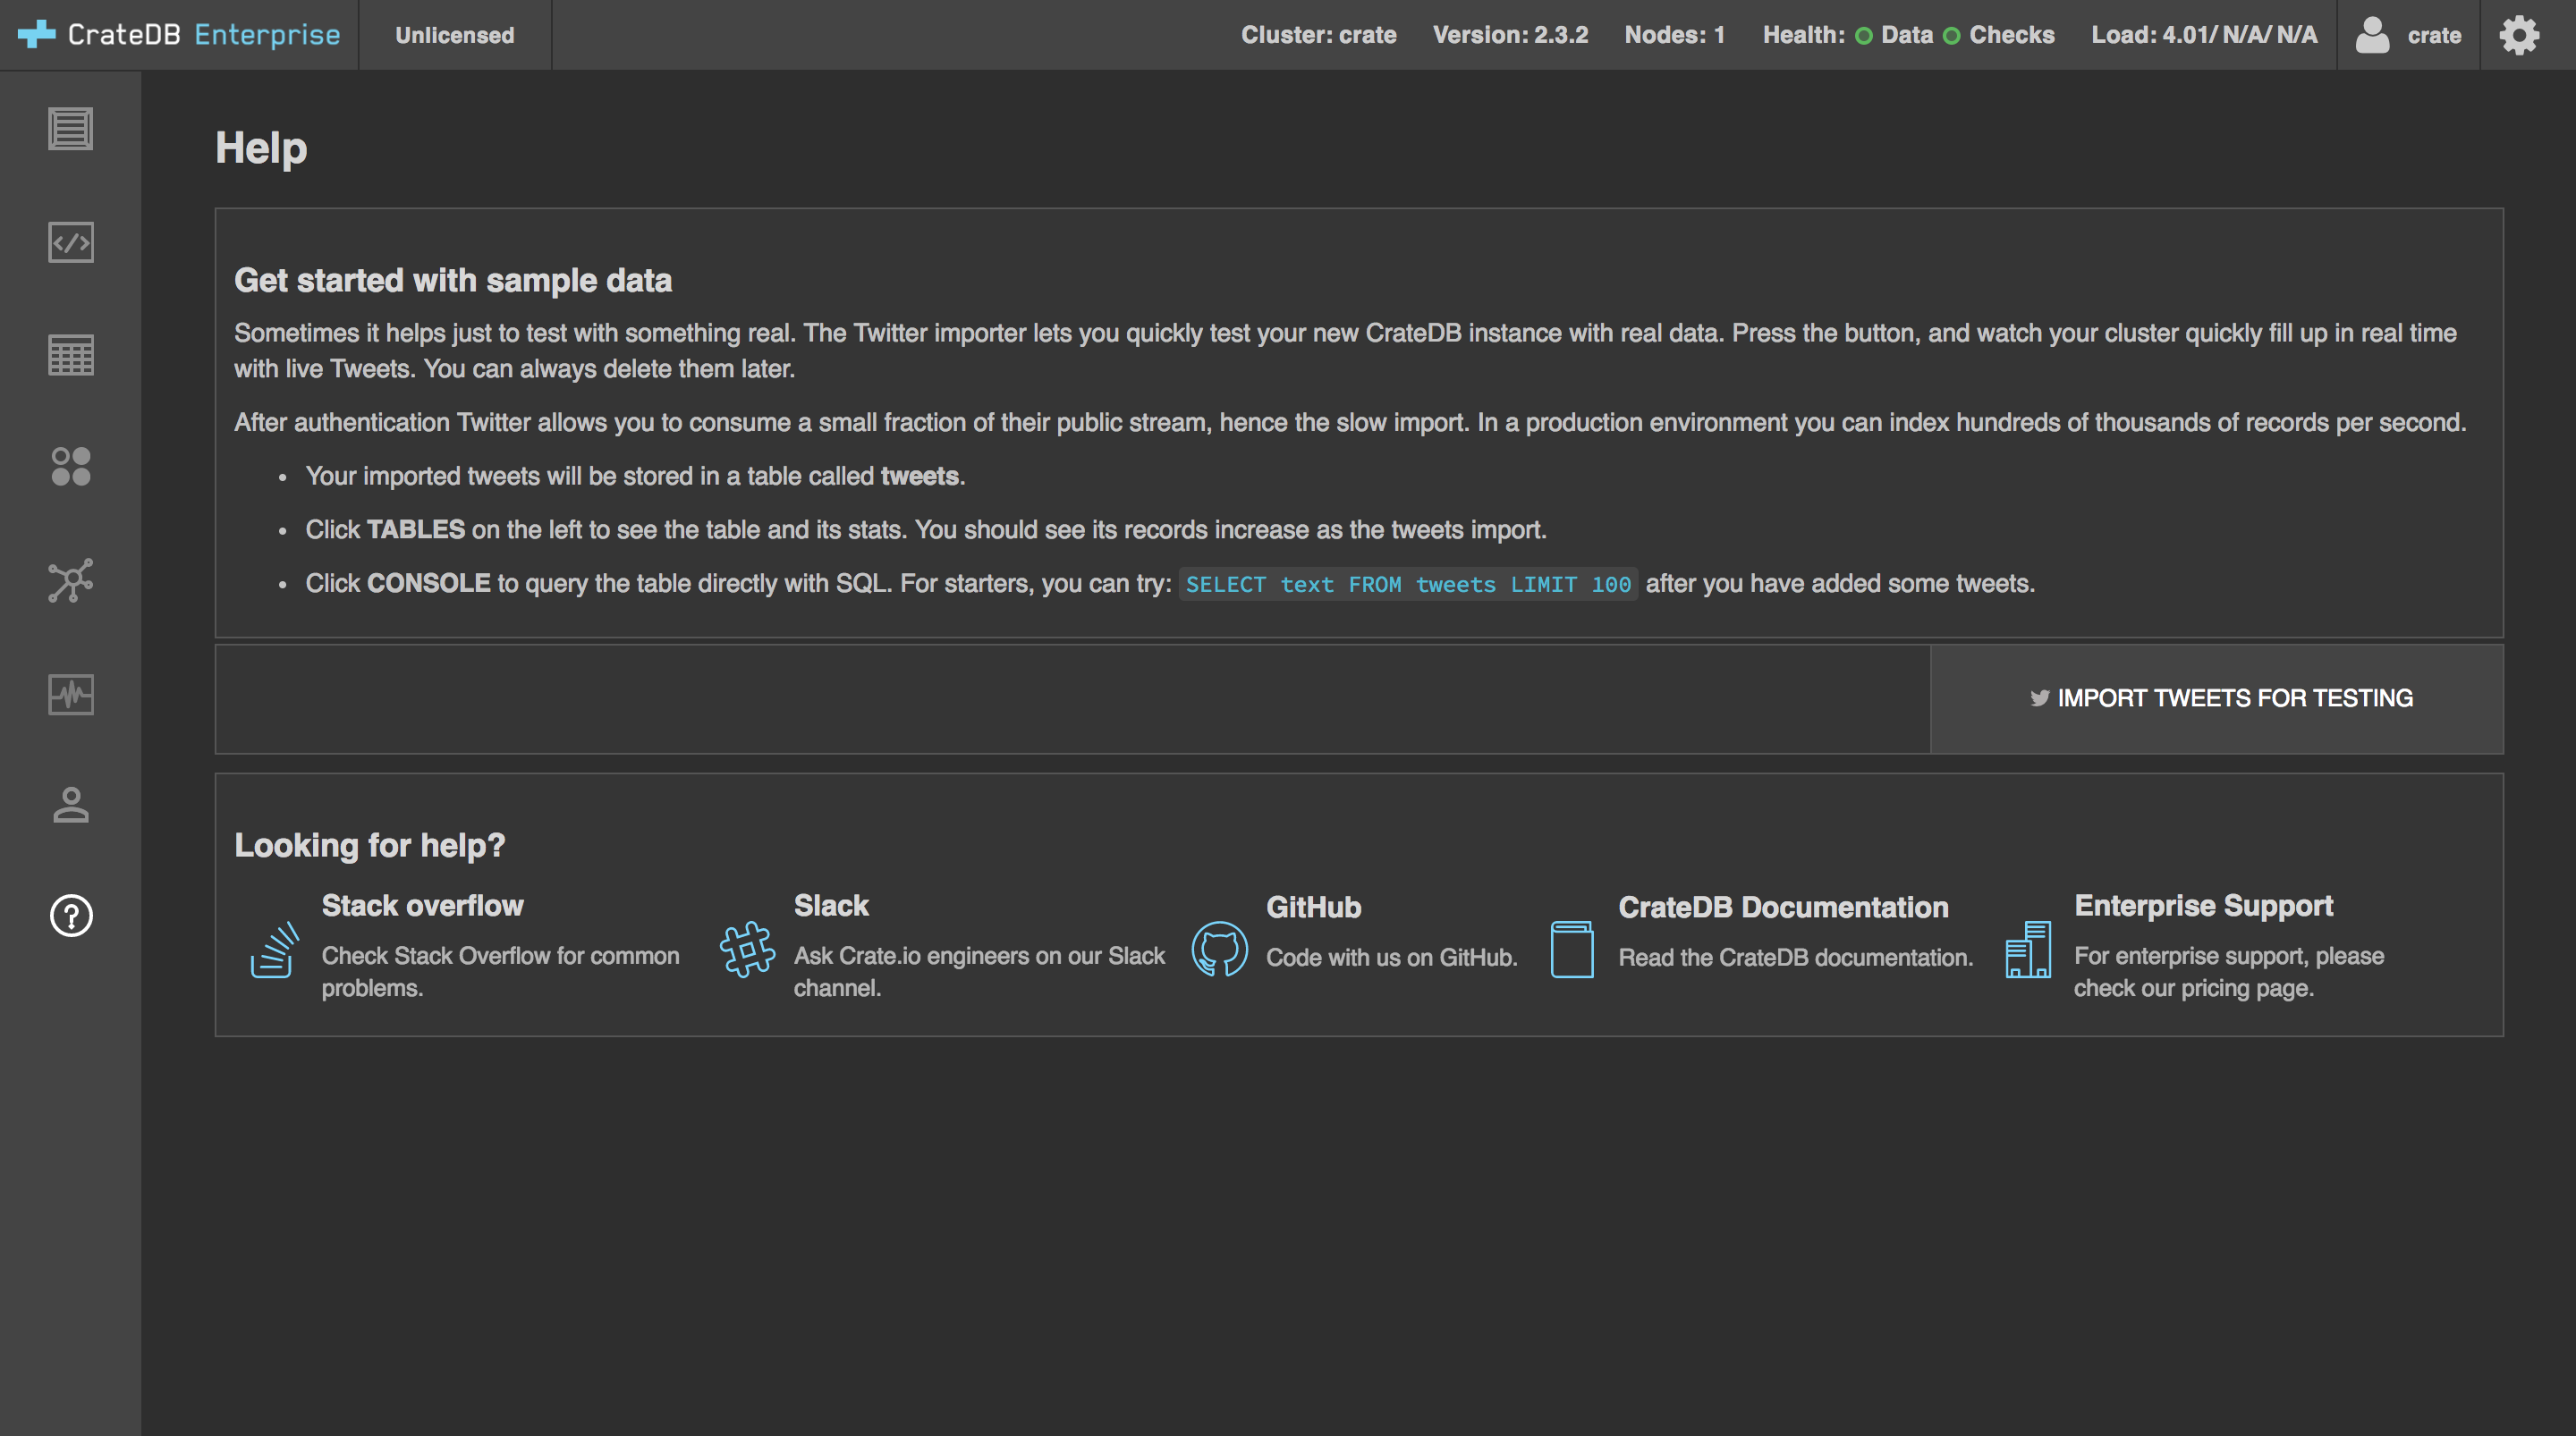 CrateDB Enterprise
Unlicensed
Cluster: crate
Version: 2.3.2
Nodes: 1
Health: Data Checks
Load: 4.01/ N/A/ N/A
crate
Help
Get started with sample data
Sometimes it helps just to test with something real. The Twitter importer lets you quickly test your new CrateDB instance with real data. Press the button, and watch your cluster quickly fill up in real time
with live Tweets. You can always delete them later.
After authentication Twitter allows you to consume a small fraction of their public stream, hence the slow import. In a production environment you can index hundreds of thousands of records per second.
• Your imported tweets will be stored in a table called tweets.
• Click TABLES on the left to see the table and its stats. You should see its records increase as the tweets import.
• Click CONSOLE to query the table directly with SQL. For starters, you can try: SELECT text FROM tweets LIMIT 100 after you have added some tweets.
IMPORT TWEETS FOR TESTING
Looking for help?
Stack overflow
Check Stack Overflow for common
problems.
Slack
Ask Crate.io engineers on our Slack
channel.
GitHub
Code with us on GitHub.
CrateDB Documentation
Read the CrateDB documentation.
Enterprise Support
For enterprise support, please
check our pricing page.